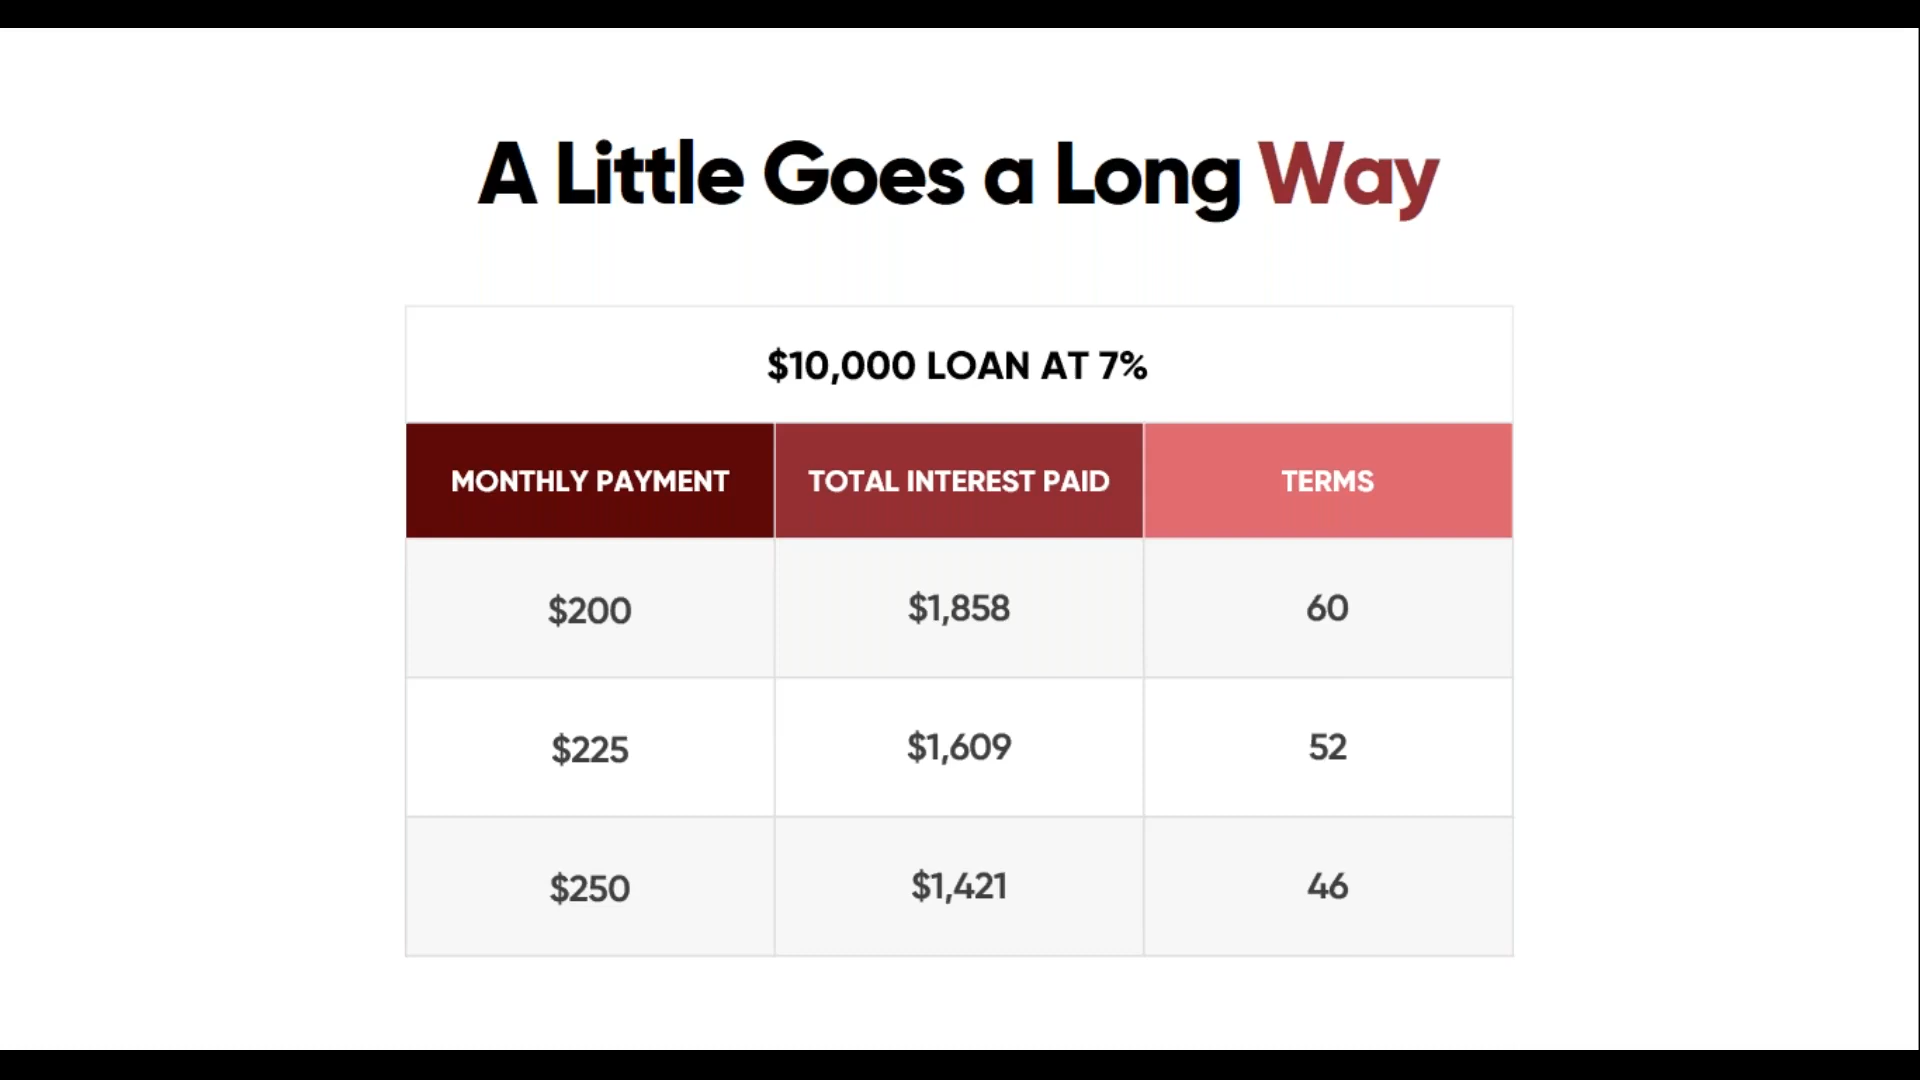 A Little Goes a Long Way
$10,000 LOAN AT 7%
MONTHLY PAYMENT TOTAL INTEREST PAID TERMS
$200 $1,858 60
$225 $1,609 52
$250 $1,421 46